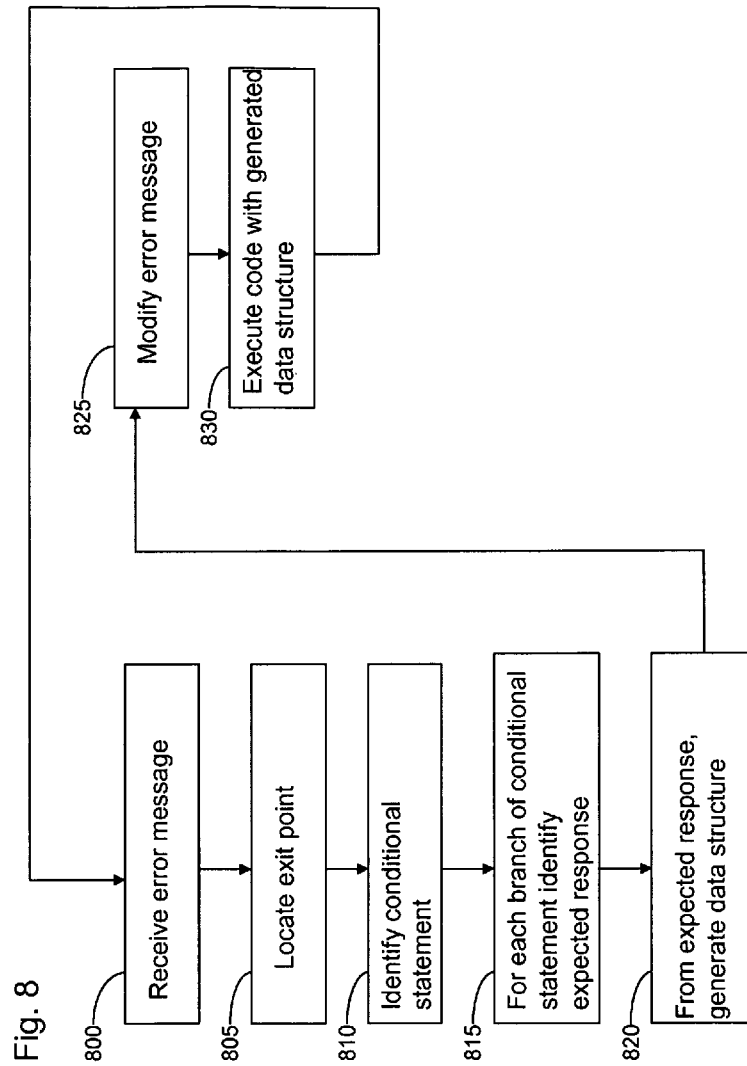 Fig. 8
800
Receive error message
805
Locate exit point
810
Identify conditional
statement
815
For each branch of conditional
statement identify
expected response
820
From expected response,
generate data structure
825
Modify error message
830
Execute code with generated
data structure